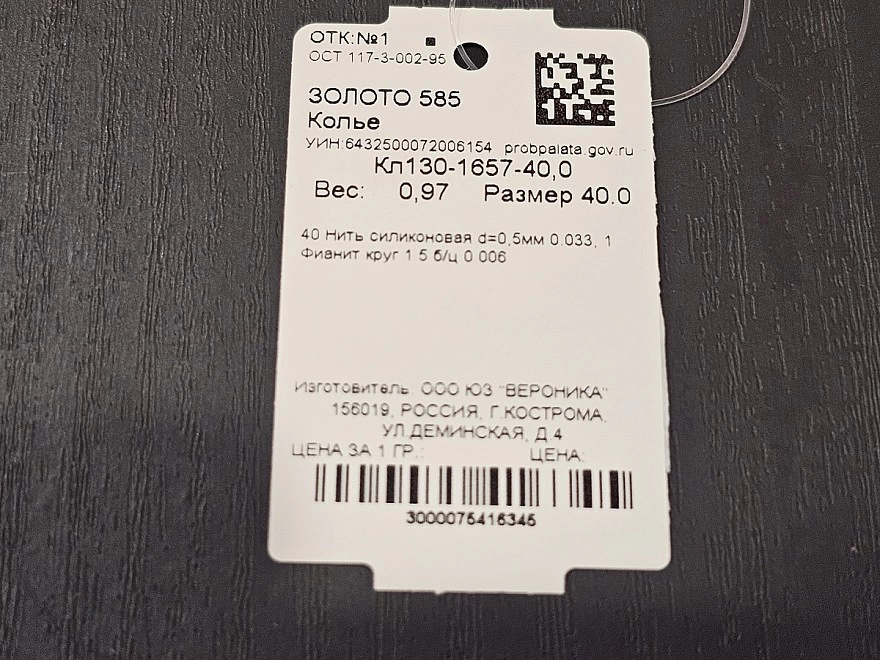 ОТК:№1
ОСТ 117-3-002-95
ЗОЛОТО 585
Колье
УИН:6432500072006154 probpalata.gov.ru
Кл130-1657-40,0
Вес: 0,97 Размер 40.0
40 Нить силиконовая d=0,5мм 0.033, 1
Фианит круг 1 5 б/ц 0 006
Изготовитель. ООО ЮЗ "ВЕРОНИКА"
156019, РОССИЯ, Г.КОСТРОМА,
УЛ ДЕМИНСКАЯ, Д.4
ЦЕНА ЗА 1 ГР.: ЦЕНА:
3000075416345